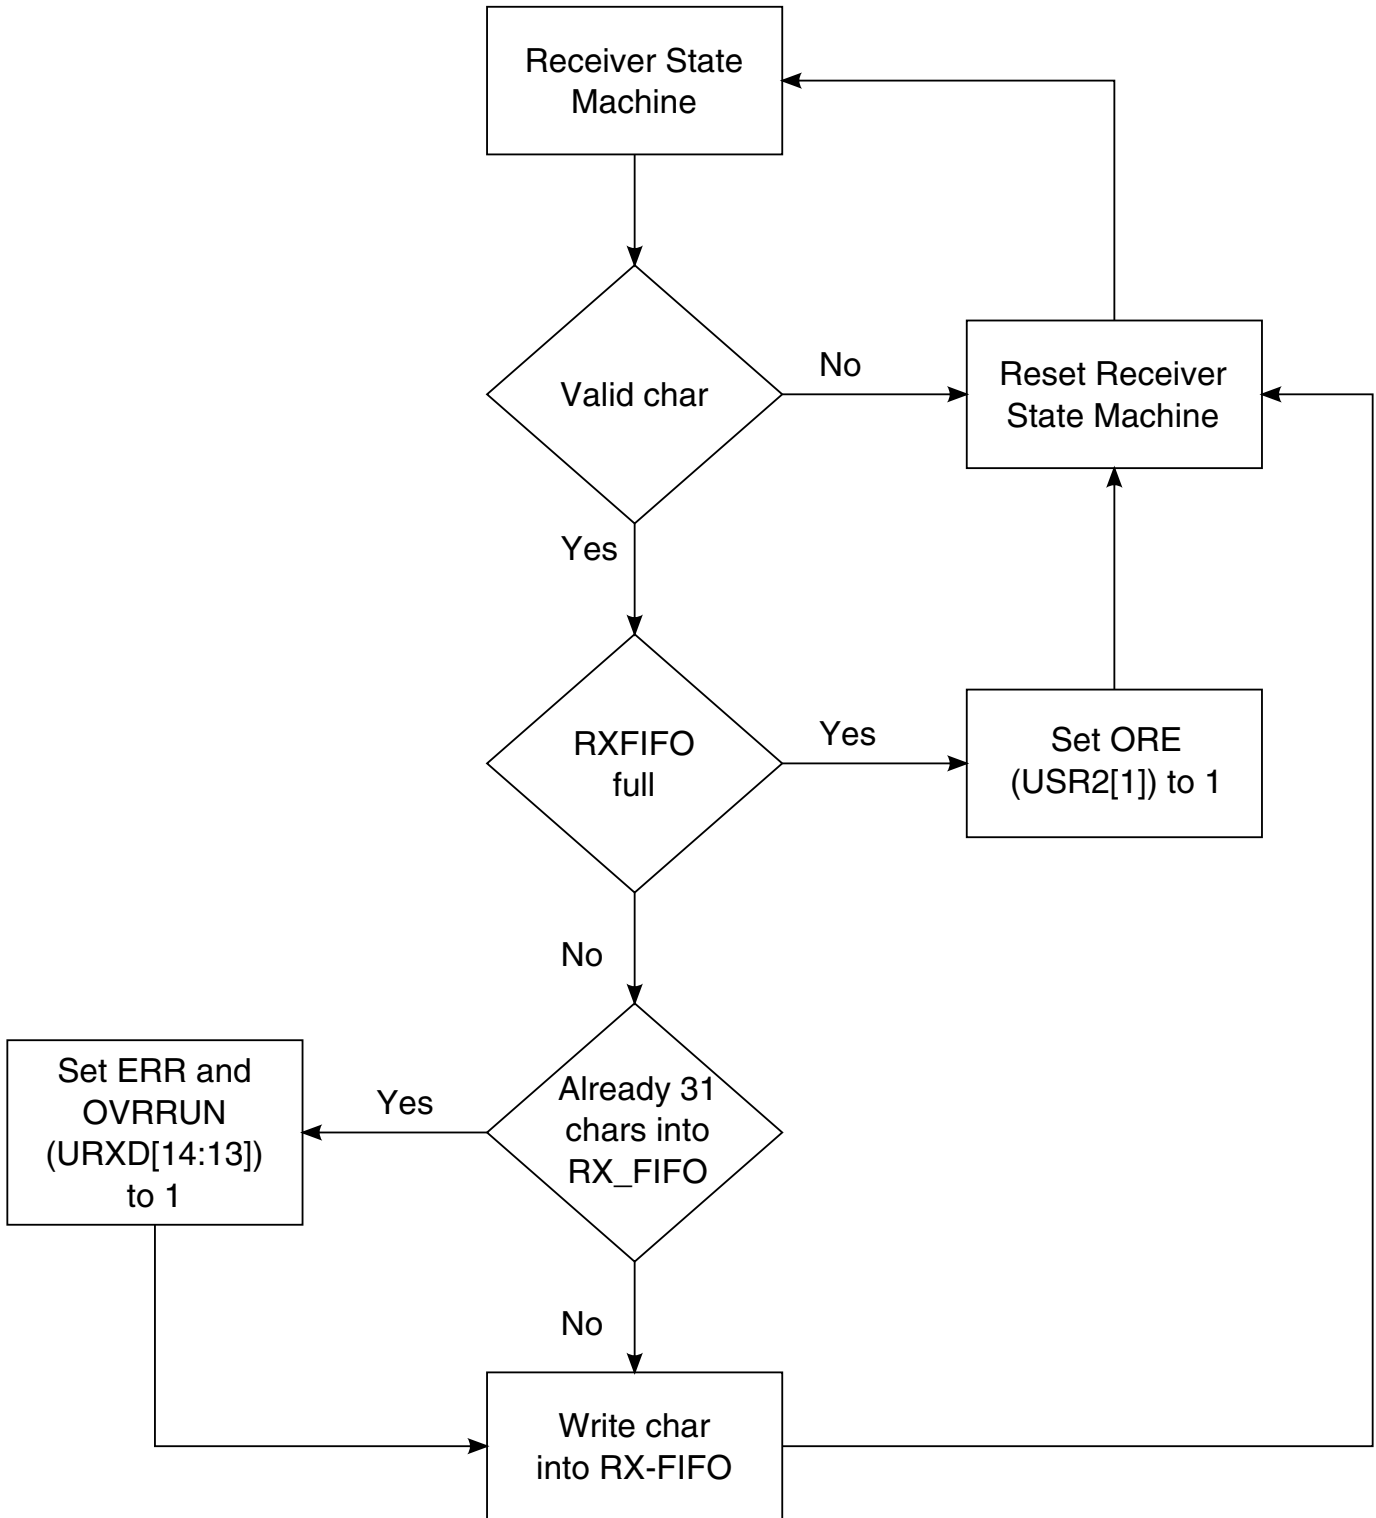 Receiver State
Machine
Valid char
No
Reset Receiver
State Machine
Yes
RXFIFO
full
Yes
Set ORE
(USR2[1]) to 1
No
Already 31
chars into
RX_FIFO
Yes
Set ERR and
OVRRUN
(URXD[14:13])
to 1
No
Write char
into RX-FIFO